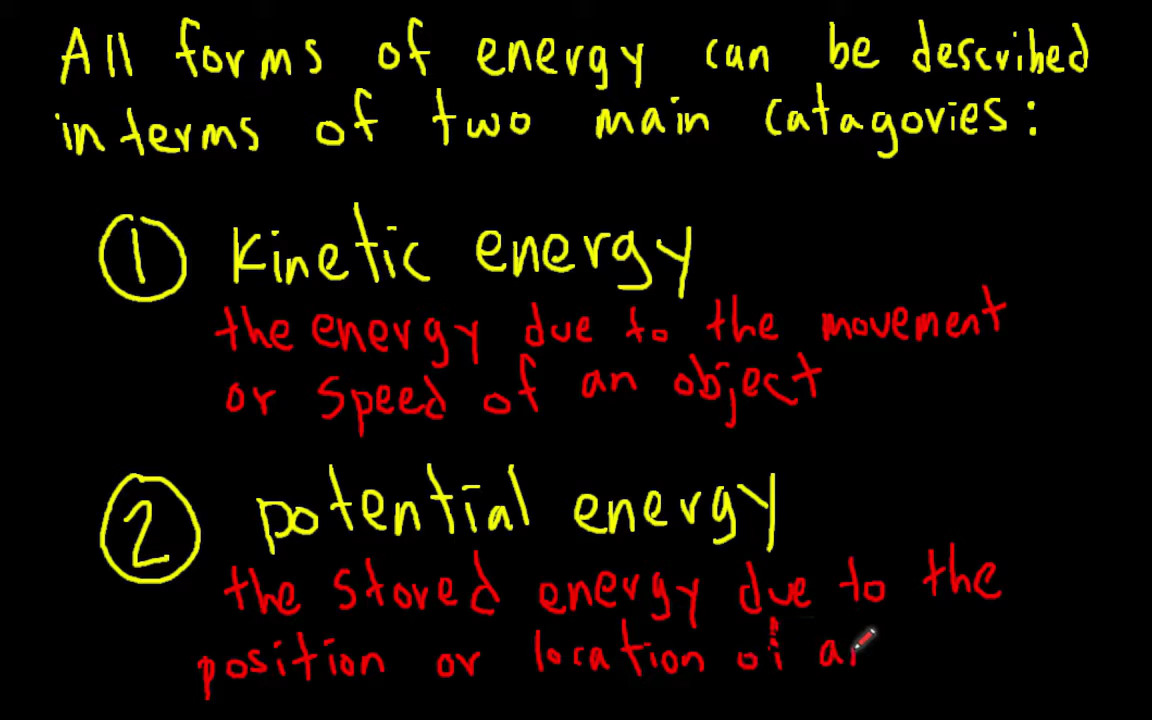 All forms of energy can be described
in terms of two main catagories:
1 kinetic energy
the energy due to the movement
or speed of an object
2 potential energy
the stored energy due to the
position or location of